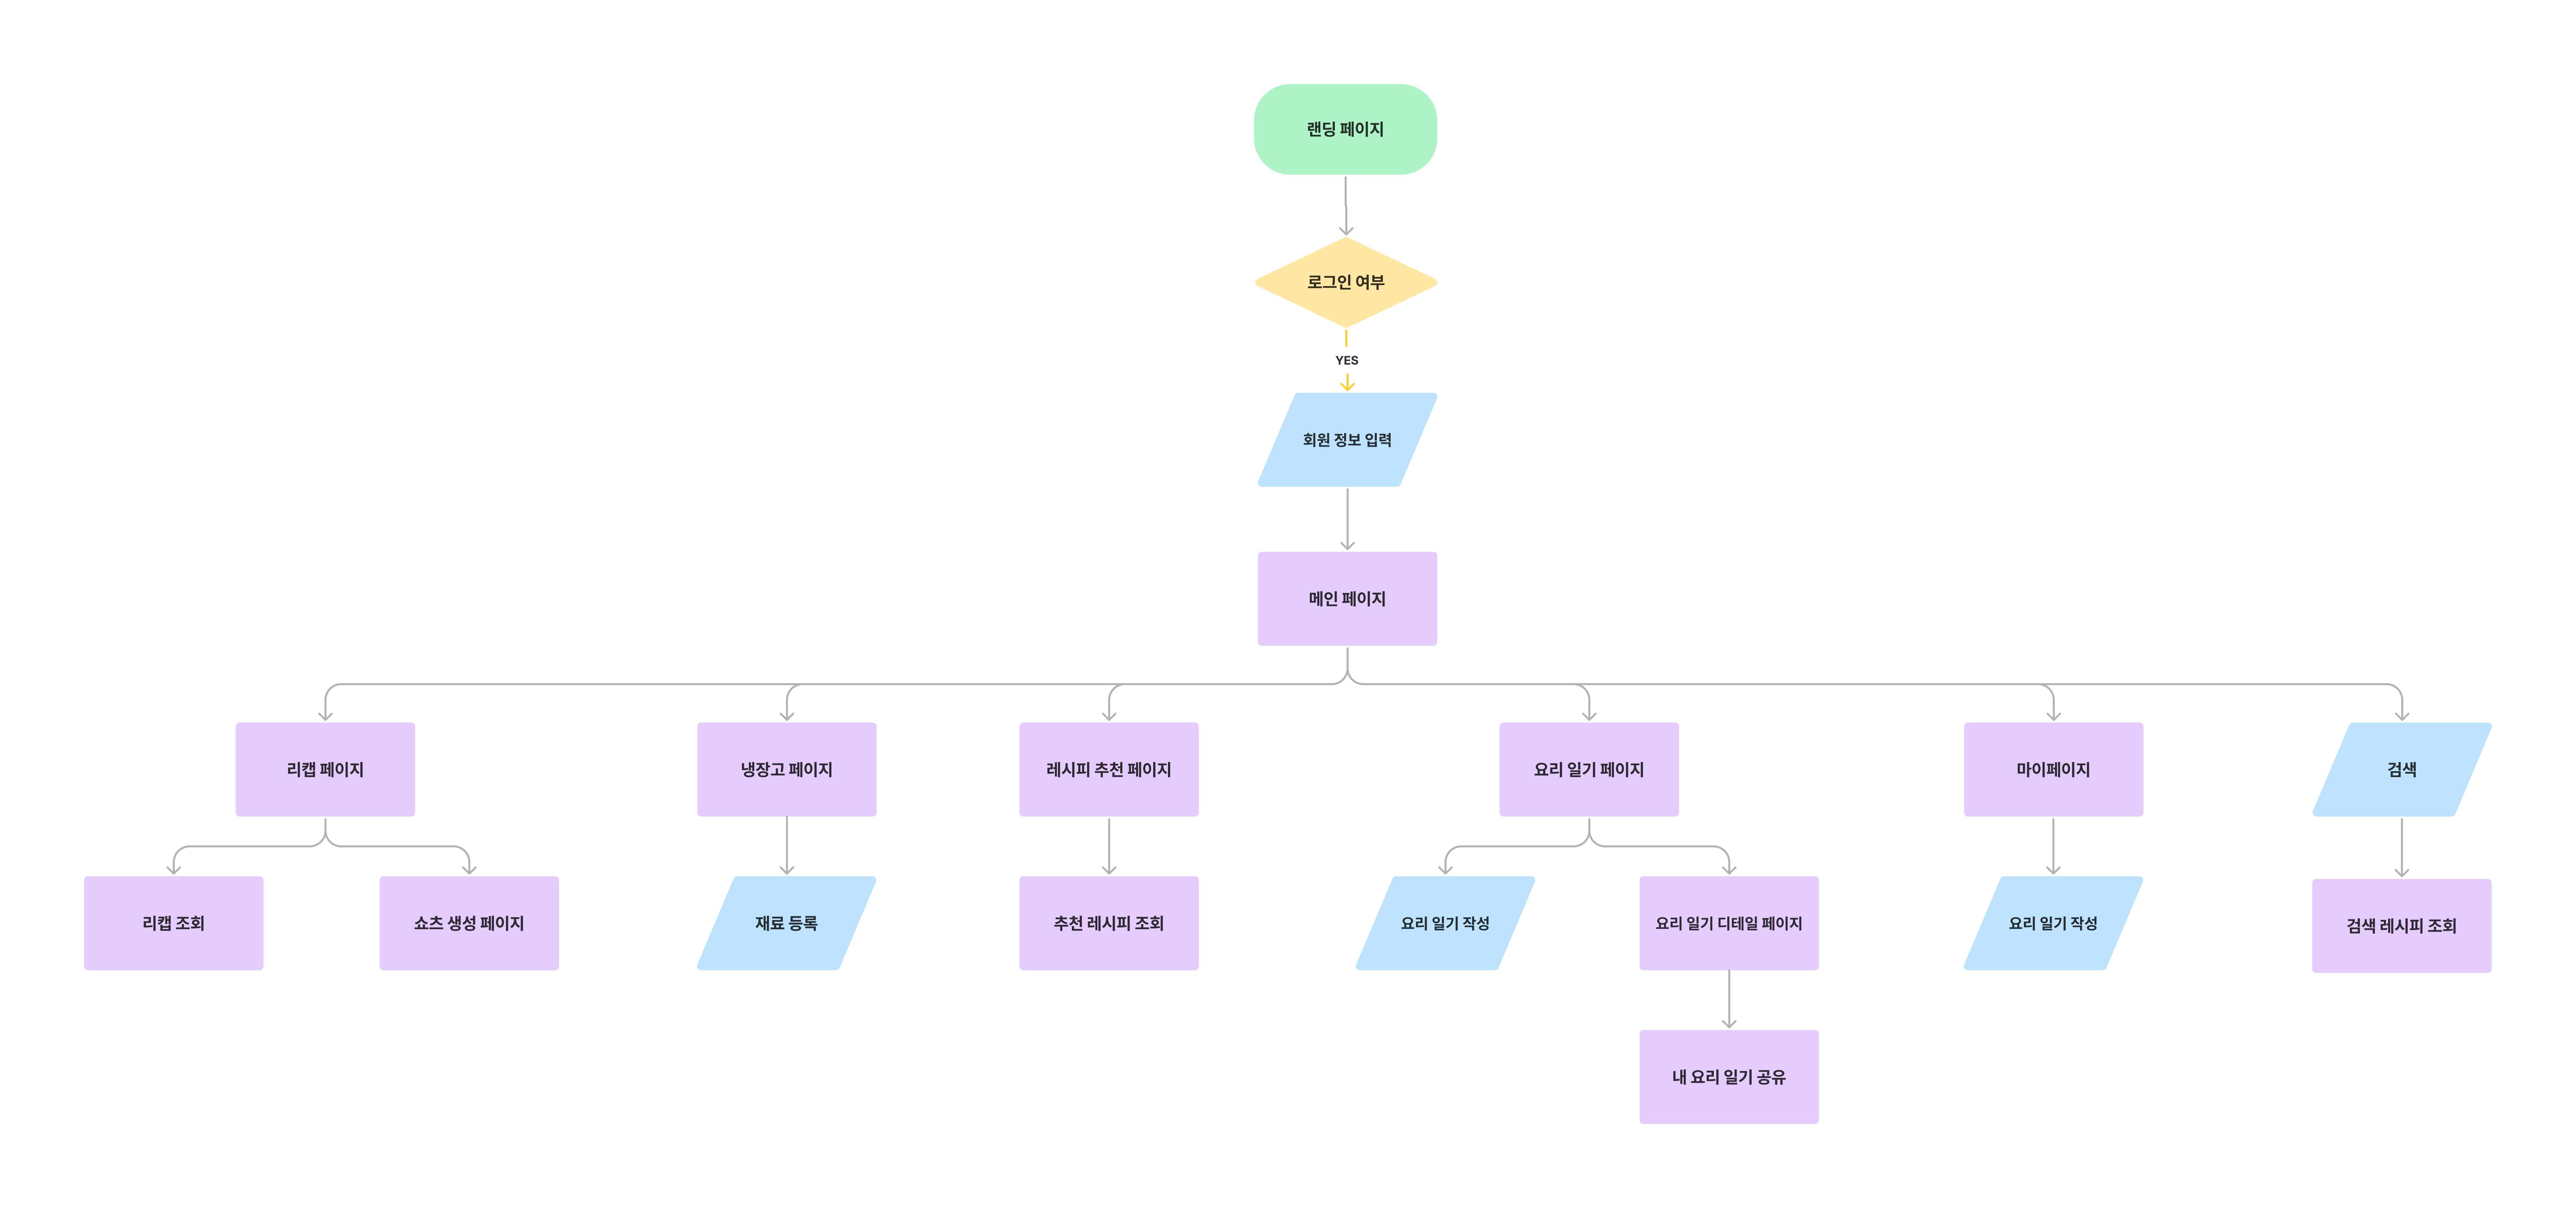 랜딩 페이지
로그인 여부
YES
회원 정보 입력
메인 페이지
리캡 페이지
냉장고 페이지
레시피 추천 페이지
요리 일기 페이지
마이페이지
검색
리캡 조회
쇼츠 생성 페이지
재료 등록
추천 레시피 조회
요리 일기 작성
요리 일기 디테일 페이지
요리 일기 작성
검색 레시피 조회
내 요리 일기 공유